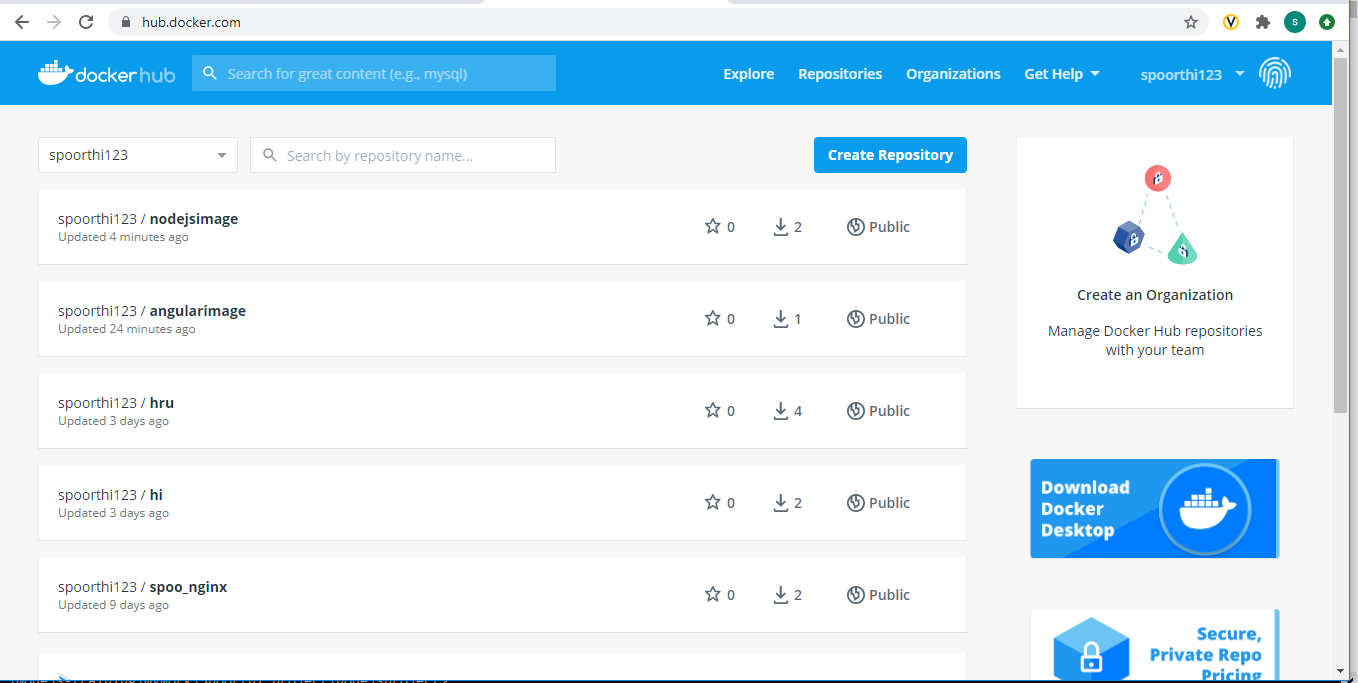 hub.docker.com
S
docker hub
Search for great content (e.g., mysql)
Explore
Repositories
Organizations
Get Help
spoorthi123
spoorthi123
Search by repository name...
Create Repository
spoorthi123 / nodejsimage
Updated 4 minutes ago
0
2
Public
spoorthi123 / angularimage
Updated 24 minutes ago
0
1
Public
spoorthi123 / hru
Updated 3 days ago
0
4
Public
spoorthi123 / hi
Updated 3 days ago
0
2
Public
spoorthi123 / spoo_nginx
Updated 9 days ago
0
2
Public
Create an Organization
Manage Docker Hub repositories
with your team
Download
Docker
Desktop
Secure,
Private Repo
Pricing